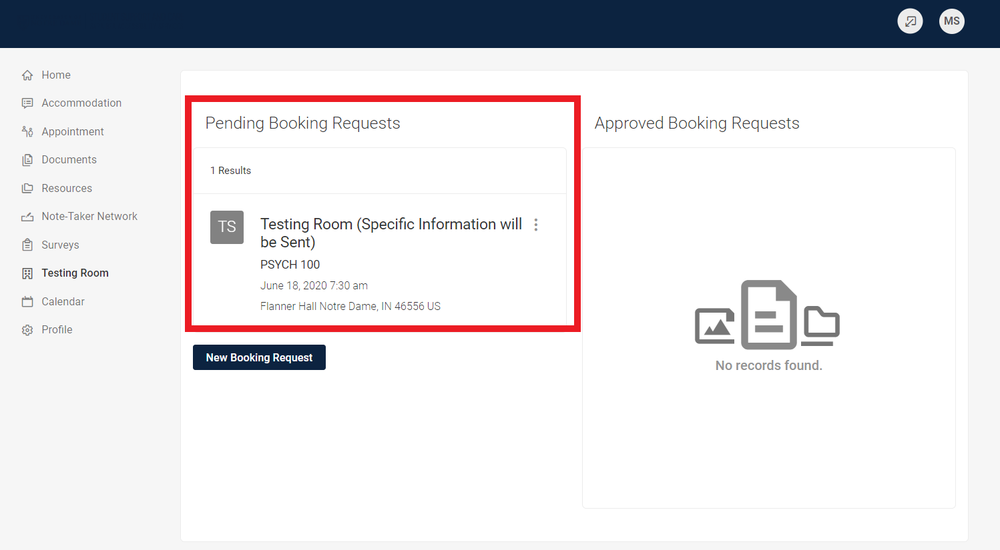 MS
Home
Accommodation
Appointment
Documents
Resources
Note-Taker Network
Surveys
Testing Room
Calendar
Profile
Pending Booking Requests
1 Results
TS
Testing Room (Specific Information will
be Sent)
PSYCH 100
June 18, 2020 7:30 am
Flanner Hall Notre Dame, IN 46556 US
New Booking Request
Approved Booking Requests
No records found.